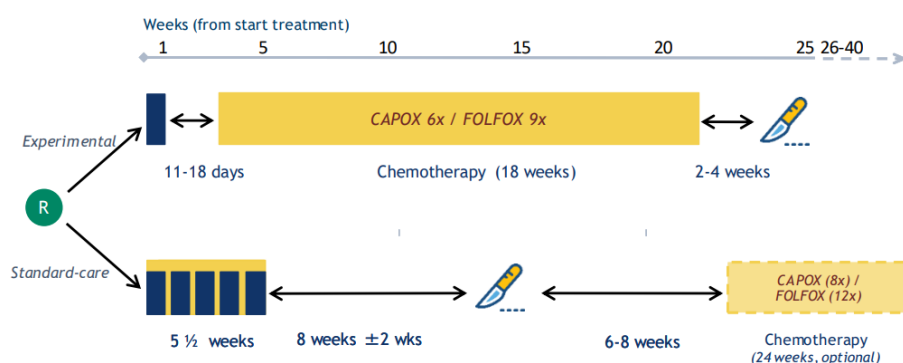 Weeks (from start treatment)
1 5 10 15 20 25 26-40
CAPOX 6x / FOLFOX 9x
Experimental
11-18 days Chemotherapy (18 weeks) 2-4 weeks
R
Standard-care
CAPOX (8x) /
FOLFOX (12x)
5 ½ weeks 8 weeks ±2 wks 6-8 weeks Chemotherapy
(24 weeks, optional)